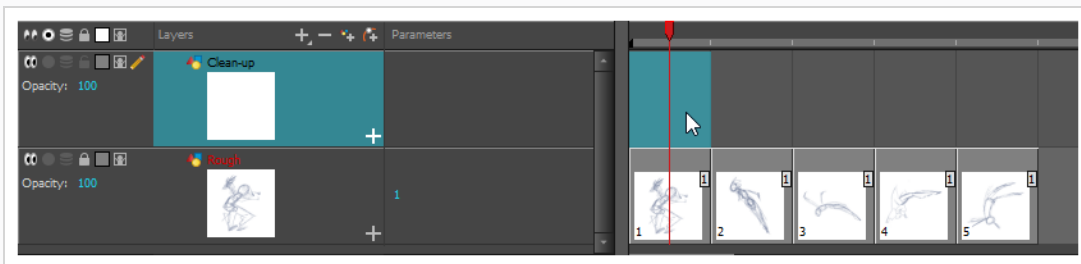 Layers Parameters
Clean-up
Opacity: 100
Rough
Opacity: 100
1
1 1 1 1 1
1 2 3 4 5